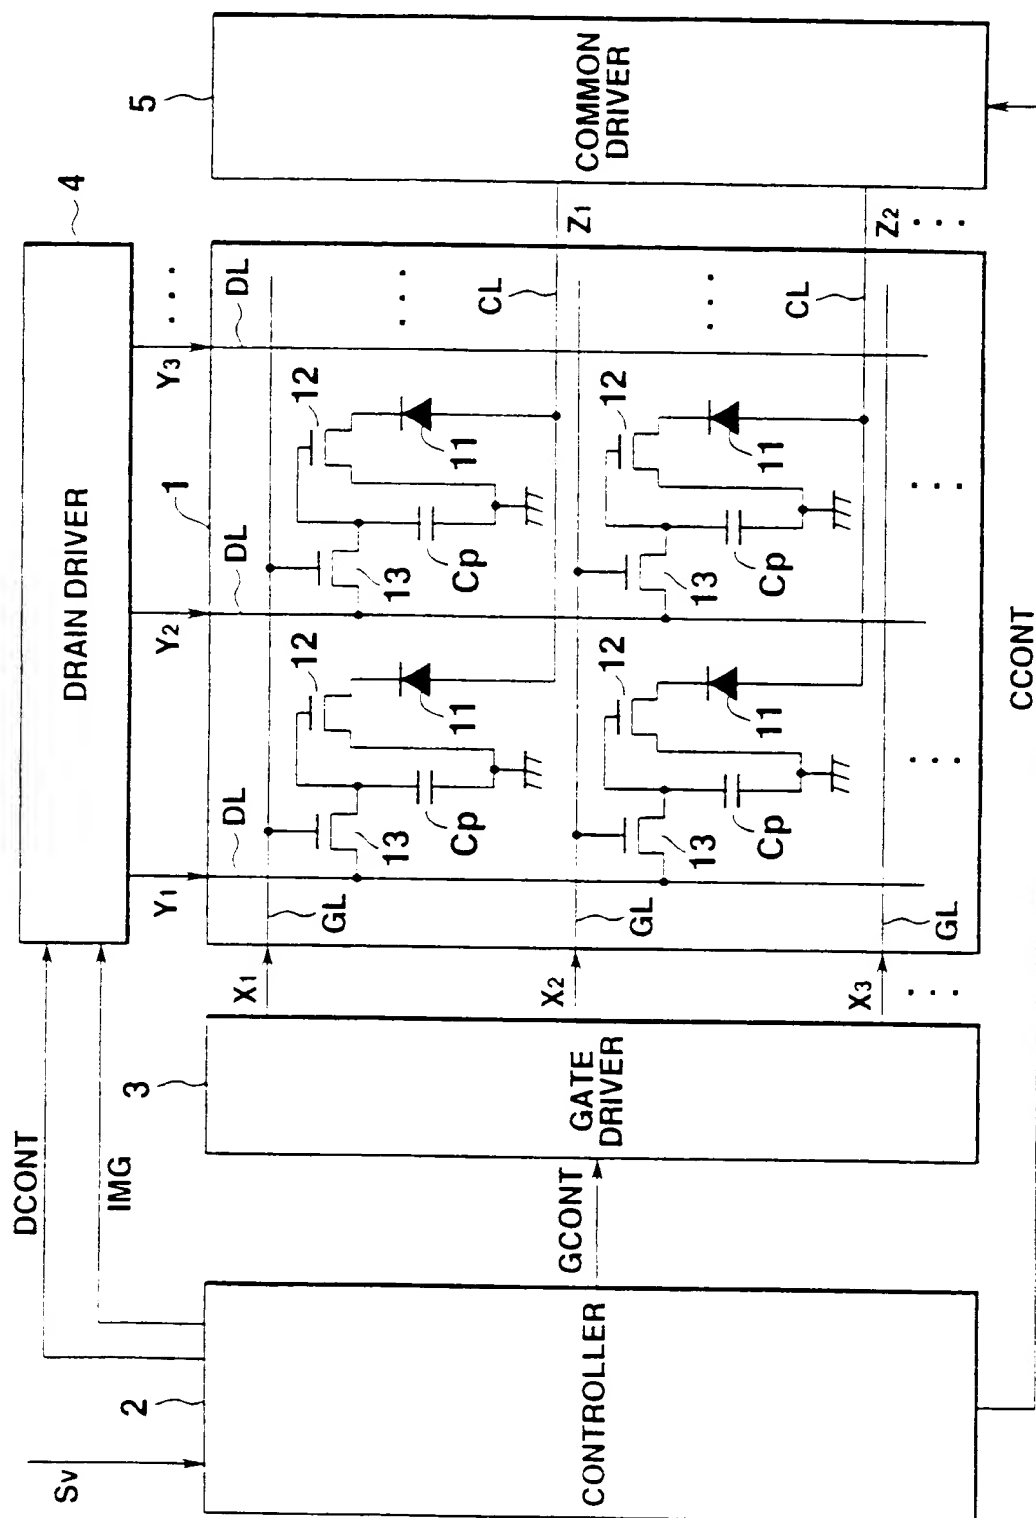 Sv
2
CONTROLLER
DCONT
IMG
GCONT
CCONT
3
GATE
DRIVER
X1
X2
X3
. . .
DRAIN DRIVER
4
Y1
Y2
Y3
. . .
1
DL
DL
DL
GL
13
Cp
12
11
13
Cp
12
11
. . .
CL
Z1
GL
13
Cp
12
11
13
Cp
12
11
. . .
CL
Z2
GL
. . .
. . .
. . .
5
COMMON
DRIVER